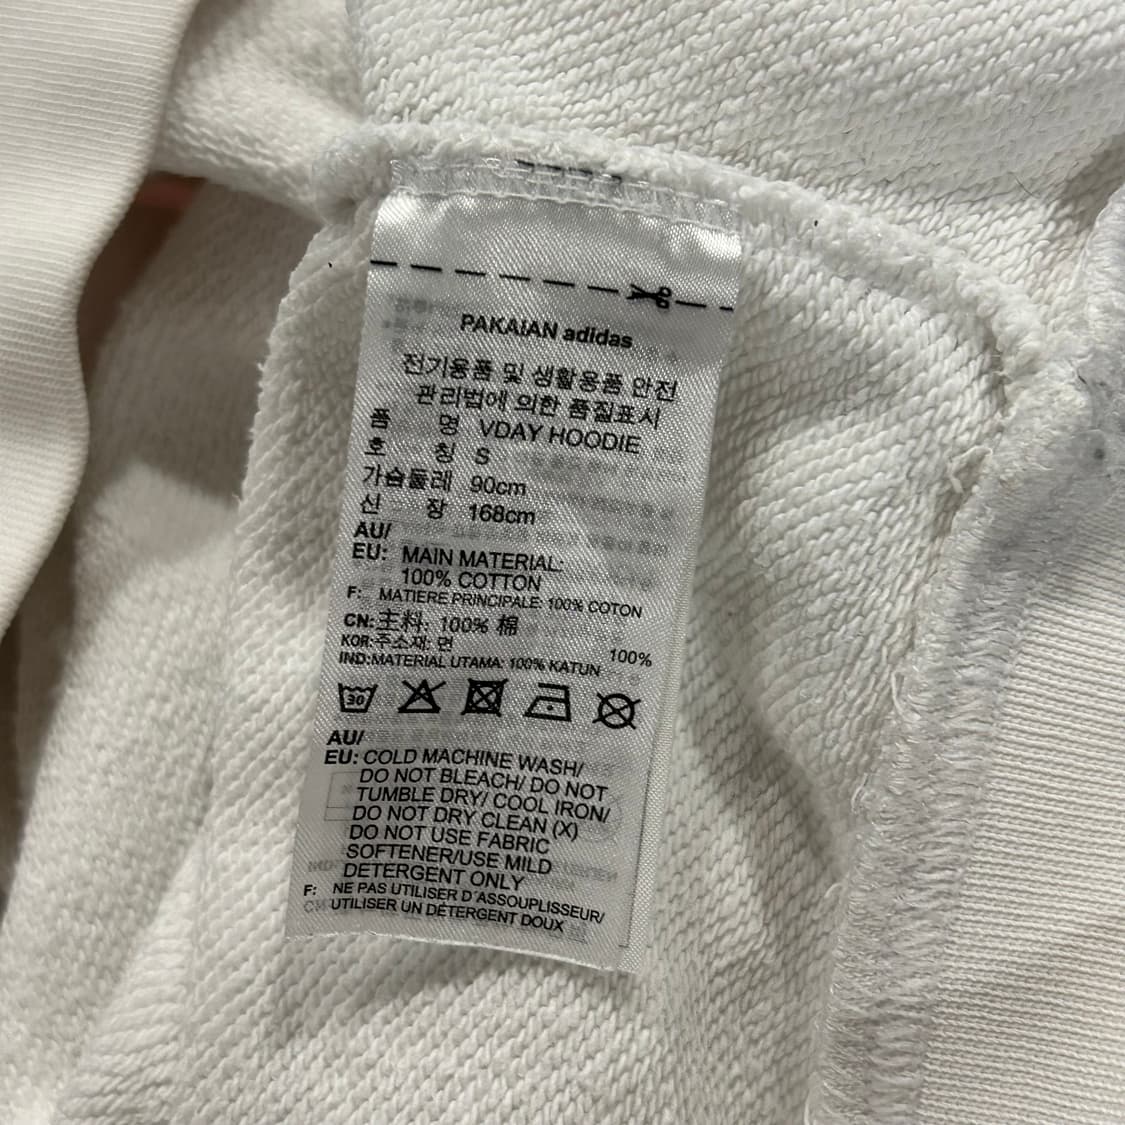 PAKAIAN adidas
전기용품 및 생활용품 안전
관리법에 의한 품질표시
품 명 VDAY HOODIE
호 칭 S
가슴둘레 90cm
신 장 168cm
AU/
EU: MAIN MATERIAL:
100% COTTON
F: MATIERE PRINCIPALE: 100% COTON
CN:主料: 100% 棉
KOR:주소재: 면 100%
IND:MATERIAL UTAMA: 100% KATUN
30
AU/
EU: COLD MACHINE WASH/
DO NOT BLEACH/ DO NOT
TUMBLE DRY/ COOL IRON/
DO NOT DRY CLEAN (X)
DO NOT USE FABRIC
SOFTENER/USE MILD
DETERGENT ONLY
F: NE PAS UTILISER D'ASSOUPLISSEUR/
UTILISER UN DÉTERGENT DOUX